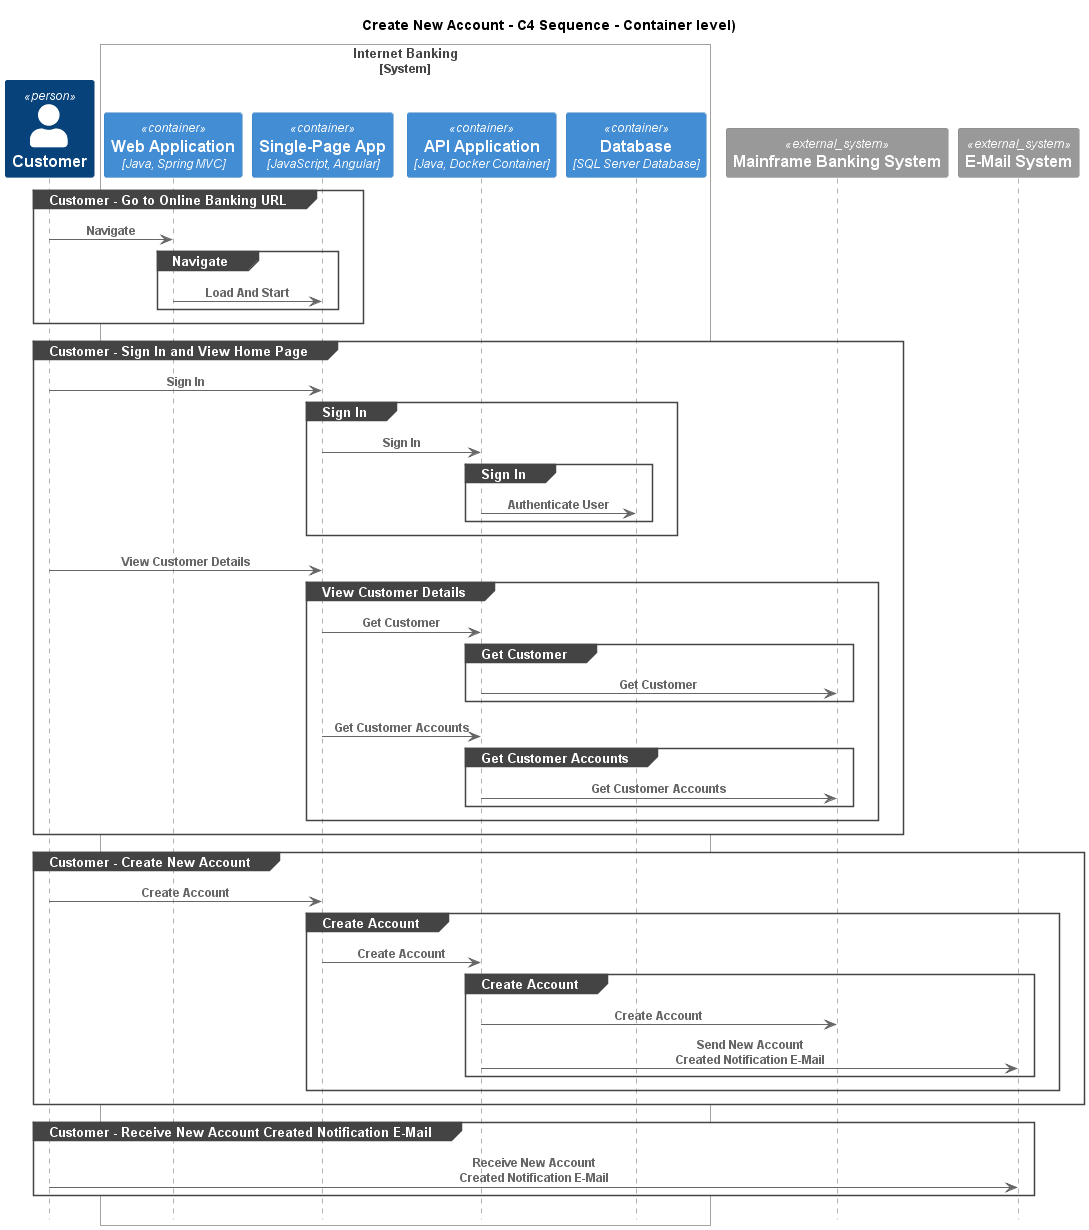 Create New Account - C4 Sequence - Container level)
Internet Banking
[System]
«person»
Customer
«container»
Web Application
[Java, Spring MVC]
«container»
Single-Page App
[JavaScript, Angular]
«container»
API Application
[Java, Docker Container]
«container»
Database
[SQL Server Database]
«external_system»
Mainframe Banking System
«external_system»
E-Mail System
Customer - Go to Online Banking URL
Navigate
Navigate
Load And Start
Customer - Sign In and View Home Page
Sign In
Sign In
Sign In
Sign In
Authenticate User
View Customer Details
View Customer Details
Get Customer
Get Customer
Get Customer
Get Customer Accounts
Get Customer Accounts
Get Customer Accounts
Customer - Create New Account
Create Account
Create Account
Create Account
Create Account
Create Account
Send New Account
Created Notification E-Mail
Customer - Receive New Account Created Notification E-Mail
Receive New Account
Created Notification E-Mail